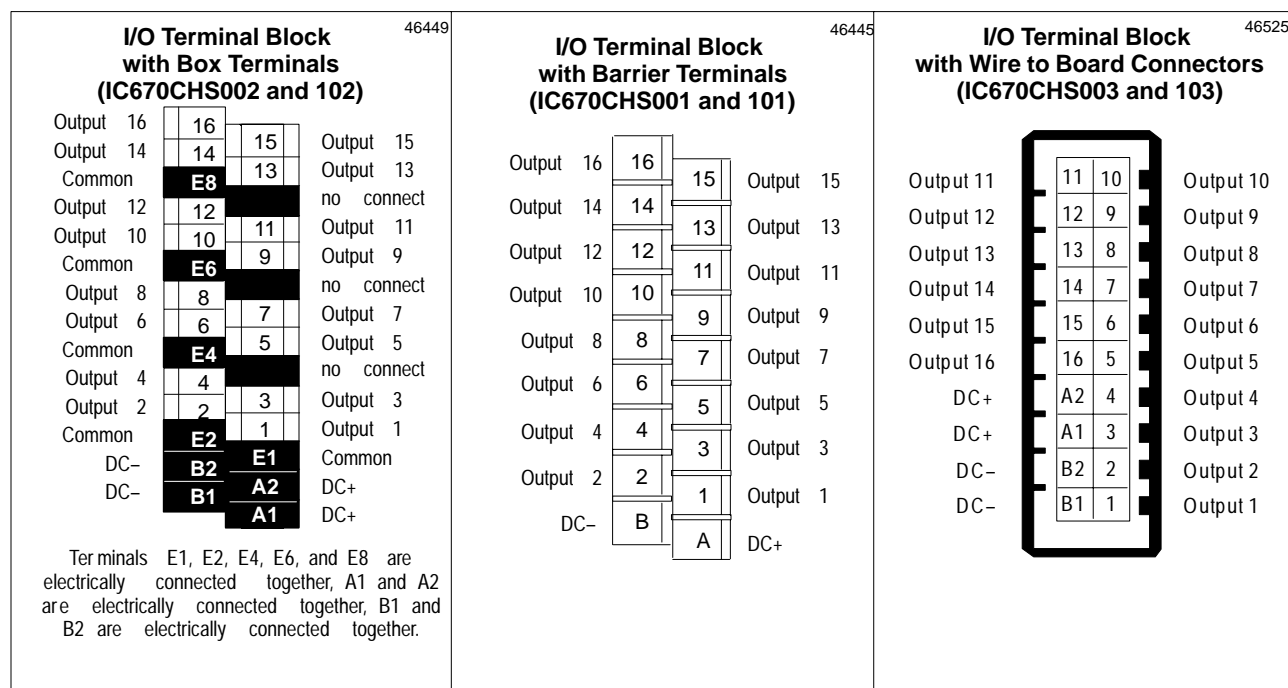 46449
I/O Terminal Block
with Box Terminals
(IC670CHS002 and 102)
Output 16 16
15 Output 15
Output 14 14
13 Output 13
Common E8
no connect
Output 12 12
11 Output 11
Output 10 10
9 Output 9
Common E6
no connect
Output 8 8
7 Output 7
Output 6 6
5 Output 5
Common E4
no connect
Output 4 4
3 Output 3
Output 2 2
1 Output 1
Common E2
E1 Common
DC– B2
A2 DC+
DC– B1
A1 DC+
Ter minals E1, E2, E4, E6, and E8 are
electrically connected together, A1 and A2
are electrically connected together, B1 and
B2 are electrically connected together.
46445
I/O Terminal Block
with Barrier Terminals
(IC670CHS001 and 101)
Output 16 16
15 Output 15
Output 14 14
13 Output 13
Output 12 12
11 Output 11
Output 10 10
9 Output 9
Output 8 8
7 Output 7
Output 6 6
5 Output 5
Output 4 4
3 Output 3
Output 2 2
1 Output 1
DC– B
A DC+
46525
I/O Terminal Block
with Wire to Board Connectors
(IC670CHS003 and 103)
Output 11 11 10 Output 10
Output 12 12 9 Output 9
Output 13 13 8 Output 8
Output 14 14 7 Output 7
Output 15 15 6 Output 6
Output 16 16 5 Output 5
DC+ A2 4 Output 4
DC+ A1 3 Output 3
DC– B2 2 Output 2
DC– B1 1 Output 1